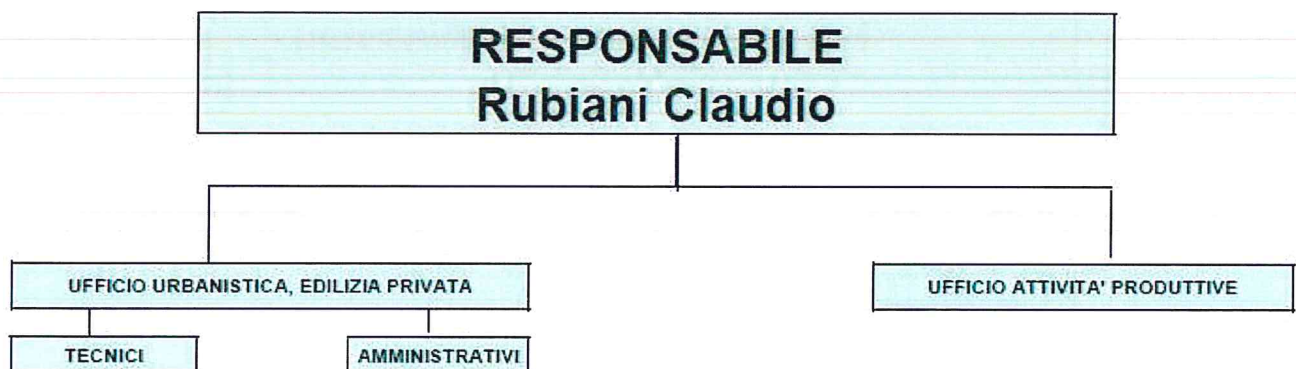 RESPONSABILE
Rubiani Claudio
UFFICIO URBANISTICA, EDILIZIA PRIVATA
UFFICIO ATTIVITA' PRODUTTIVE
TECNICI
AMMINISTRATIVI